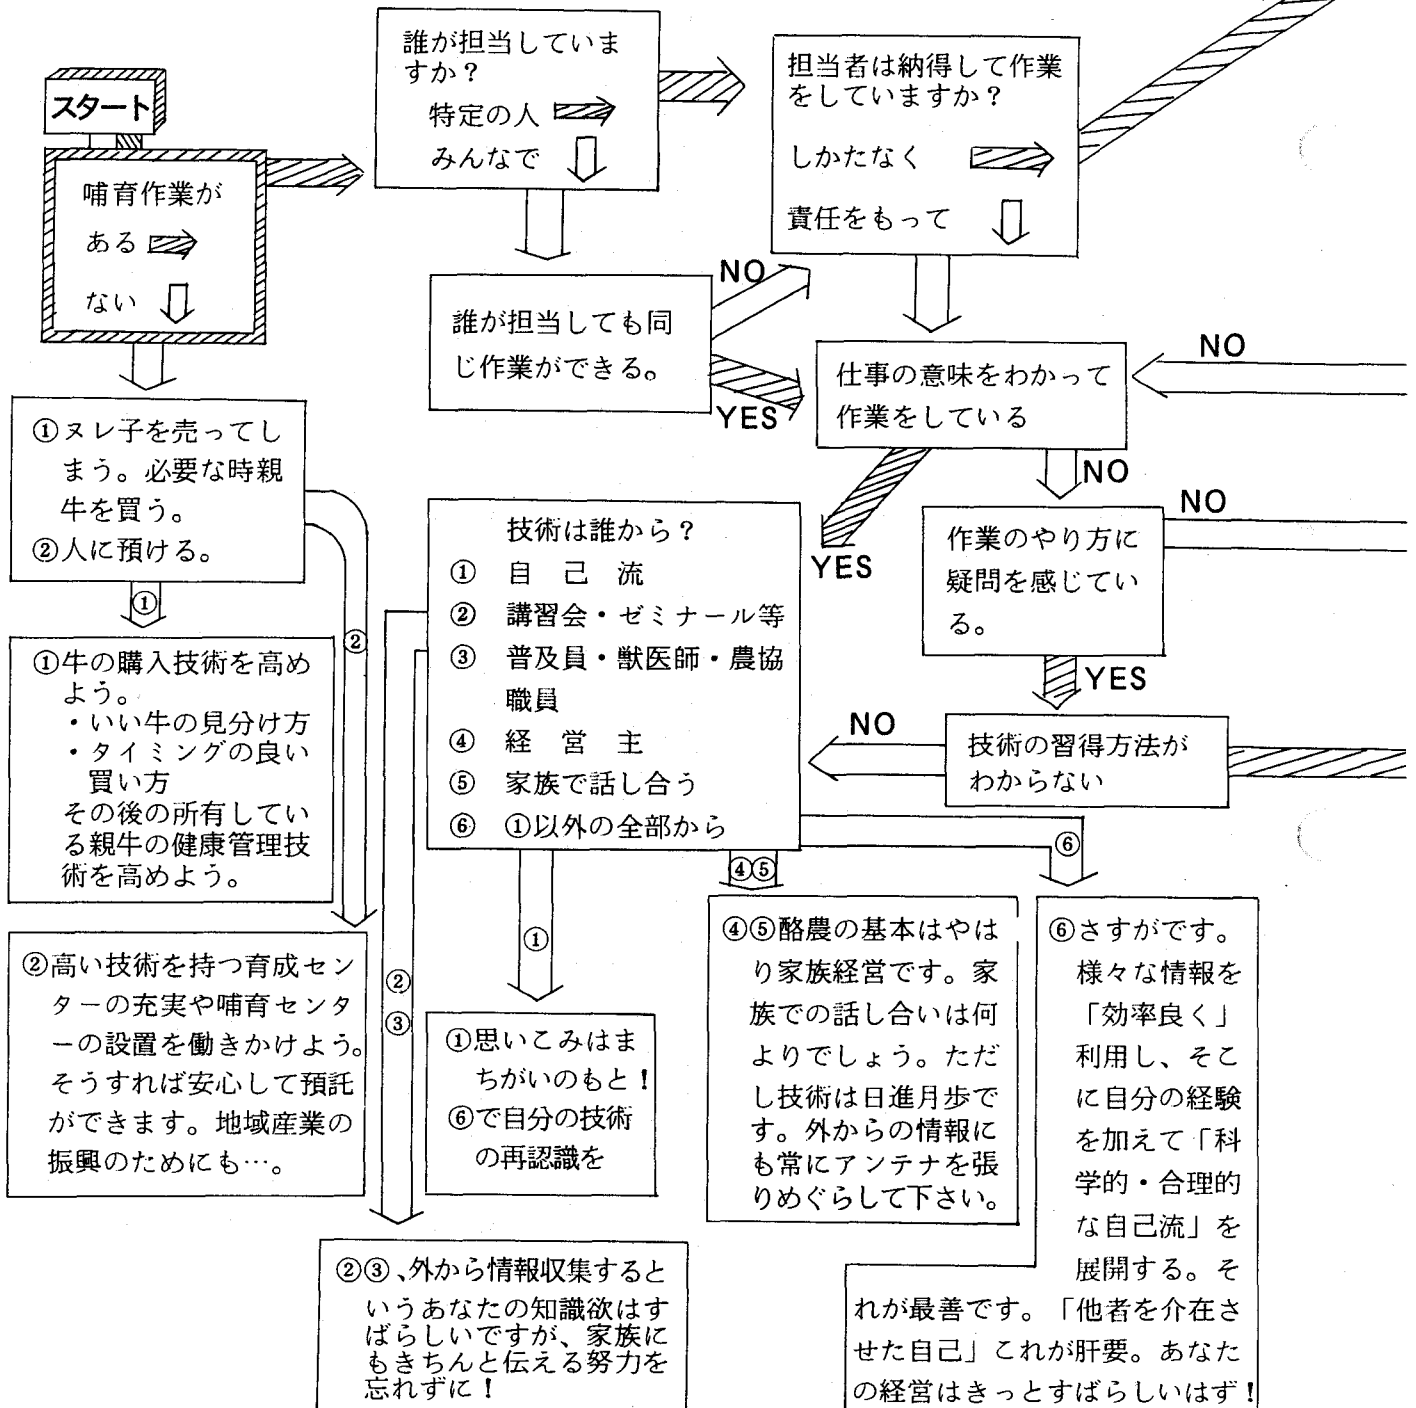 スタート
哺育作業が
ある
ない
誰が担当していま
すか？
特定の人
みんなで
担当者は納得して作業
をしていますか？
しかたなく
責任をもって
誰が担当しても同
じ作業ができる。
NO
YES
仕事の意味をわかって
作業をしている
NO
YES
NO
作業のやり方に
疑問を感じてい
る。
NO
YES
技術の習得方法が
わからない
NO
①ヌレ子を売ってし
まう。必要な時親
牛を買う。
②人に預ける。
①
②
①牛の購入技術を高め
よう。
・いい牛の見分け方
・タイミングの良い
買い方
その後の所有してい
る親牛の健康管理技
術を高めよう。
②高い技術を持つ育成セン
ターの充実や哺育センタ
ーの設置を働きかけよう。
そうすれば安心して預託
ができます。地域産業の
振興のためにも…。
技術は誰から？
① 自　己　流
② 講習会・ゼミナール等
③ 普及員・獣医師・農協
職員
④ 経　営　主
⑤ 家族で話し合う
⑥ ①以外の全部から
①
②
③
④⑤
⑥
①思いこみはま
ちがいのもと！
⑥で自分の技術
の再認識を
②③、外から情報収集すると
いうあなたの知識欲はす
ばらしいですが、家族に
もきちんと伝える努力を
忘れずに！
④⑤酪農の基本はやは
り家族経営です。家
族での話し合いは何
よりでしょう。ただ
し技術は日進月歩で
す。外からの情報に
も常にアンテナを張
りめぐらして下さい。
⑥さすがです。
様々な情報を
「効率良く」
利用し、そこ
に自分の経験
を加えて「科
学的・合理的
な自己流」を
展開する。そ
れが最善です。「他者を介在さ
せた自己」これが肝要。あなた
の経営はきっとすばらしいはず！